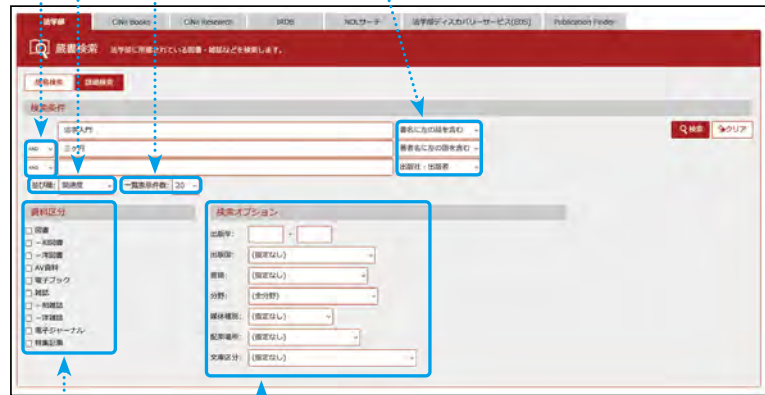 法学部 CiNii Books CiNii Research IRDB NDLサーチ 法学部ディスカバリーサービス(EDS) Publication Finder
蔵書検索 法学部に所蔵されている図書・雑誌などを検索します。
簡易検索 詳細検索
検索条件
法学入門 書名に左の語を含む 検索 クリア
AND 三ヶ月 著者名に左の語を含む
AND 出版社・出版者
並び順: 関連度 一覧表示件数: 20
資料区分 検索オプション
図書
－和図書
－洋図書
AV資料
電子ブック
雑誌
－和雑誌
－洋雑誌
電子ジャーナル
特集記事
出版年: -
出版国: (指定なし)
言語: (指定なし)
分野: (全分野)
媒体種別: (指定なし)
配架場所: (指定なし)
文庫区分: (指定なし)